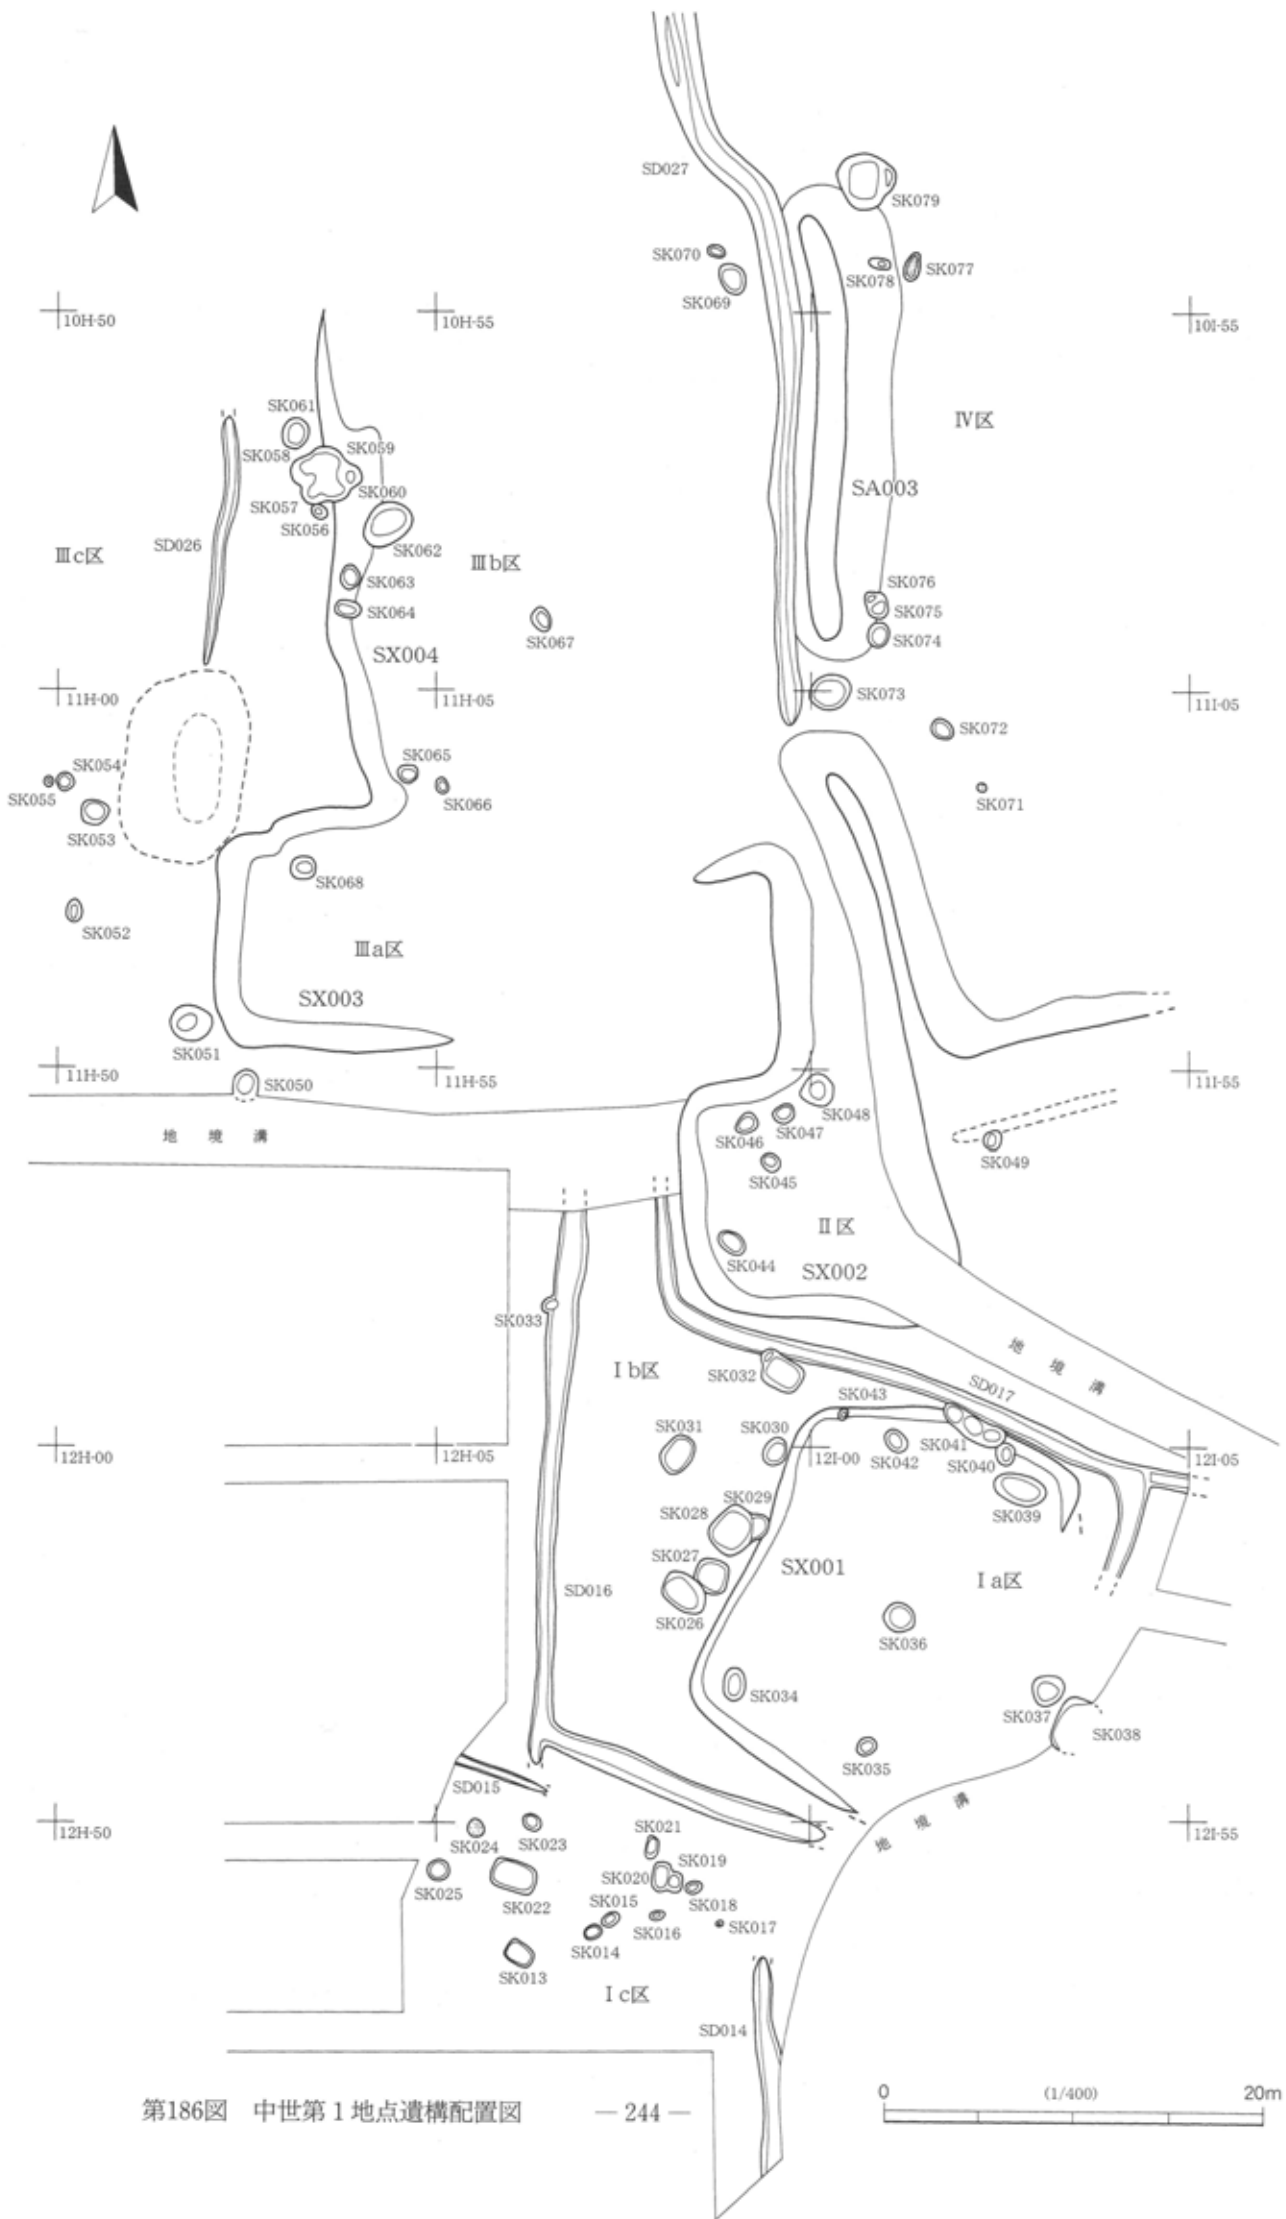 SD027
SK079
SK070
SK078
SK077
SK069
10H-50
10H-55
10I-55
SK061
SK059
SK058
Ⅳ区
SK060
SK057
SK056
SA003
SD026
SK062
Ⅲc区
Ⅲb区
SK063
SK076
SK064
SK075
SK067
SK074
SX004
11H-00
11H-05
SK073
11I-05
SK072
SK065
SK054
SK055
SK066
SK071
SK053
SK068
SK052
Ⅲa区
SX003
SK051
11H-50
SK050
11H-55
11I-55
SK048
地 境 溝
SK046
SK047
SK049
SK045
Ⅱ区
SK044
SX002
SK033
地 境 溝
Ⅰb区
SK032
SD017
SK043
SK031
SK030
SK041
12H-00
12H-05
12I-00
SK042
SK040
12I-05
SK029
SK028
SK039
SK027
SX001
Ⅰa区
SD016
SK026
SK036
SK034
SK037
SK038
SK035
SD015
地 境 溝
12H-50
SK021
12I-55
SK024
SK023
SK019
SK020
SK025
SK022
SK018
SK015
SK016
SK017
SK014
SK013
Ⅰc区
SD014
0 (1/400) 20m
第186図 中世第1地点遺構配置図 ― 244 ―